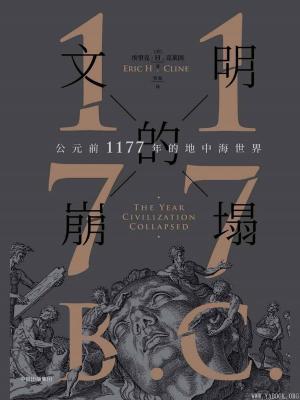 文明的崩塌
1177
B.C.
[美] 埃里克·H·克莱因 著
ERIC H CLINE
公元前1177年的地中海世界
THE YEAR
CIVILIZATION
COLLAPSED
中信出版集团
WWW.YABOOK.ORG